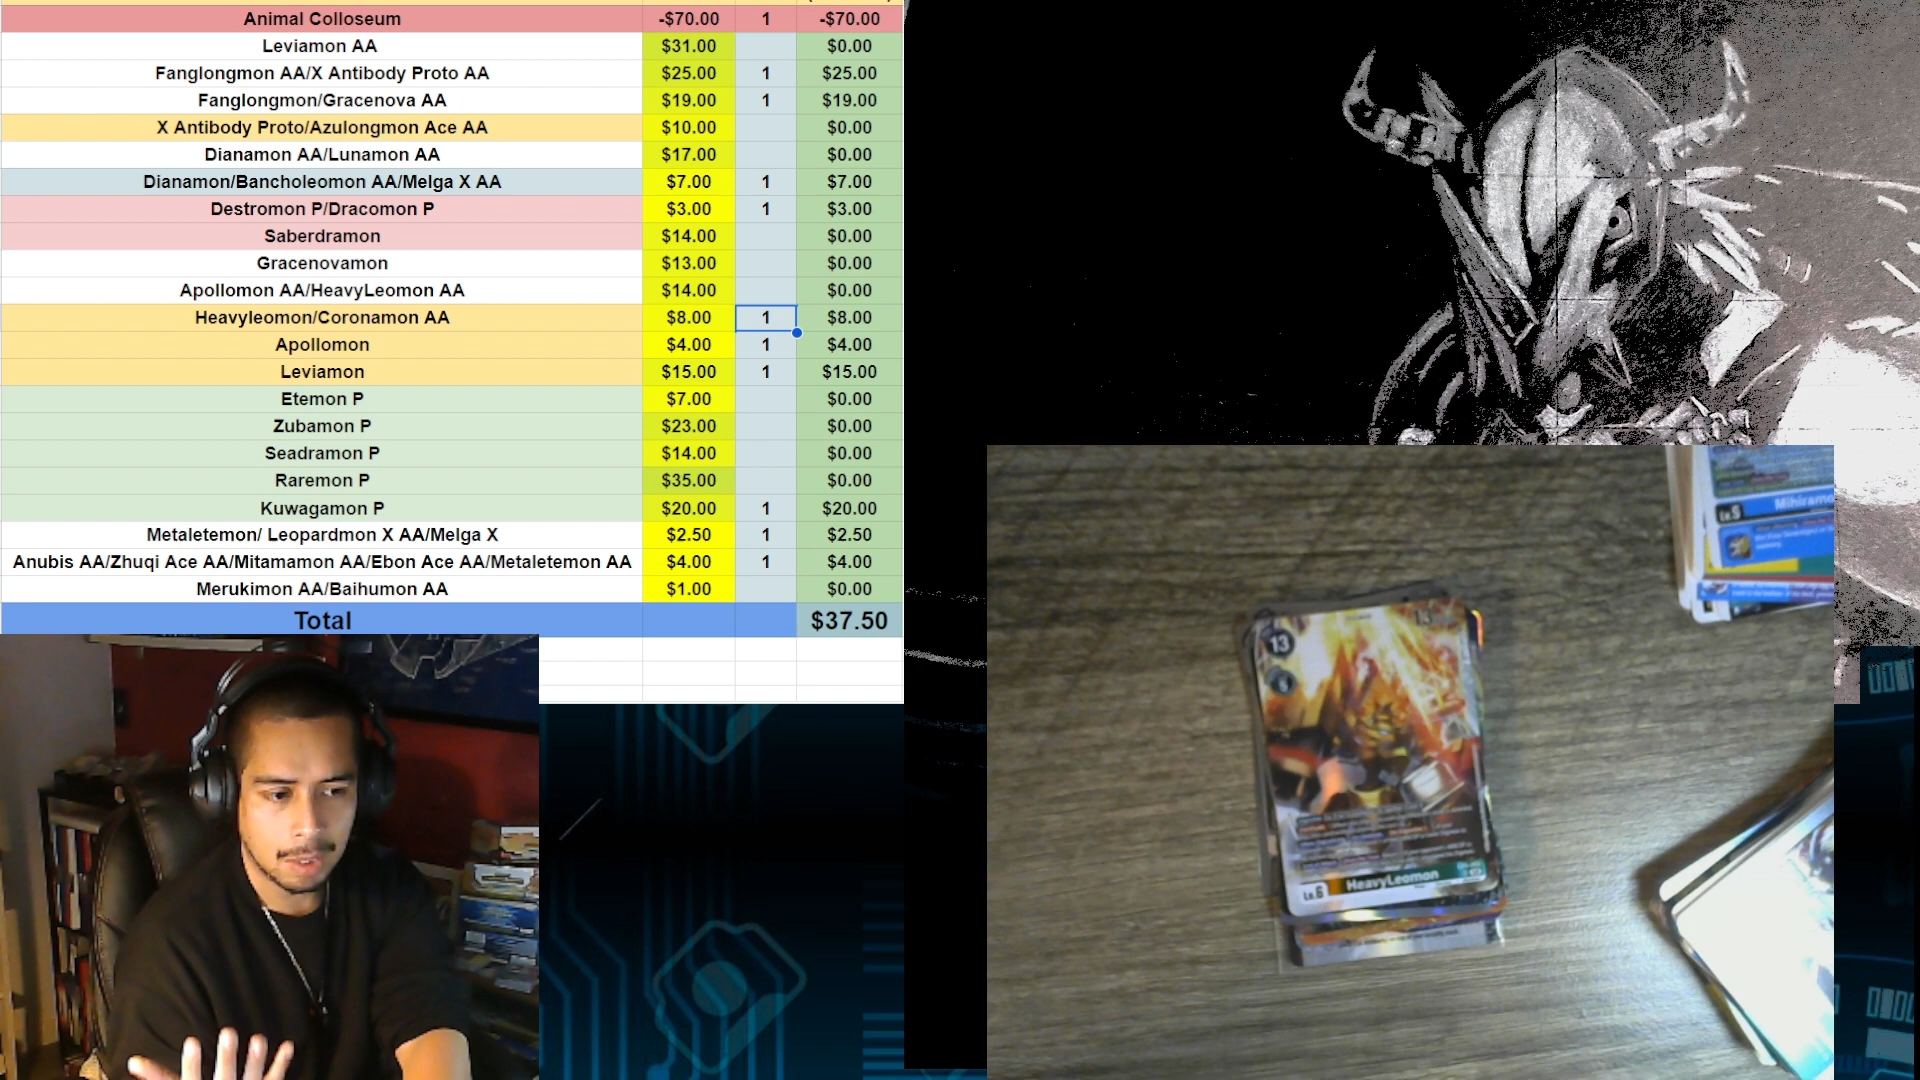 Animal Colloseum -$70.00 1 -$70.00
Leviamon AA $31.00 $0.00
Fanglongmon AA/X Antibody Proto AA $25.00 1 $25.00
Fanglongmon/Gracenova AA $19.00 1 $19.00
X Antibody Proto/Azulongmon Ace AA $10.00 $0.00
Dianamon AA/Lunamon AA $17.00 $0.00
Dianamon/Bancholeomon AA/Melga X AA $7.00 1 $7.00
Destromon P/Dracomon P $3.00 1 $3.00
Saberdramon $14.00 $0.00
Gracenovamon $13.00 $0.00
Apollomon AA/HeavyLeomon AA $14.00 $0.00
Heavyleomon/Coronamon AA $8.00 1 $8.00
Apollomon $4.00 1 $4.00
Leviamon $15.00 1 $15.00
Etemon P $7.00 $0.00
Zubamon P $23.00 $0.00
Seadramon P $14.00 $0.00
Raremon P $35.00 $0.00
Kuwagamon P $20.00 1 $20.00
Metaletemon/ Leopardmon X AA/Melga X $2.50 1 $2.50
Anubis AA/Zhuqi Ace AA/Mitamamon AA/Ebon Ace AA/Metaletemon AA $4.00 1 $4.00
Merukimon AA/Baihumon AA $1.00 $0.00
Total $37.50
Lv.5 Mihiramo
13
Lv.6 HeavyLeomon